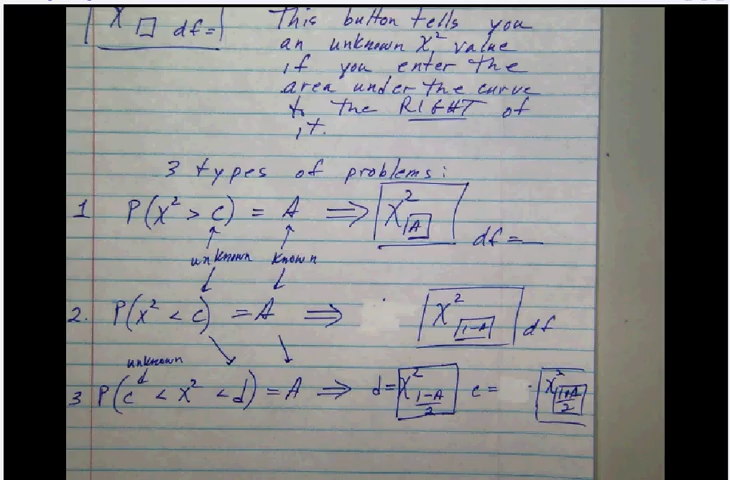 χ□ df=
This button tells you
an unknown χ² value
if you enter the
area under the curve
to the RIGHT of
it.
3 types of problems:
1 P(χ² > c) = A ⟹ χ²_A df=__
unknown known
2. P(χ² < c) = A ⟹ χ²_{1-A} df
unknown
3 P(c < χ² < d) = A ⟹ d = χ²_{(1-A)/2} c = χ²_{(1+A)/2}